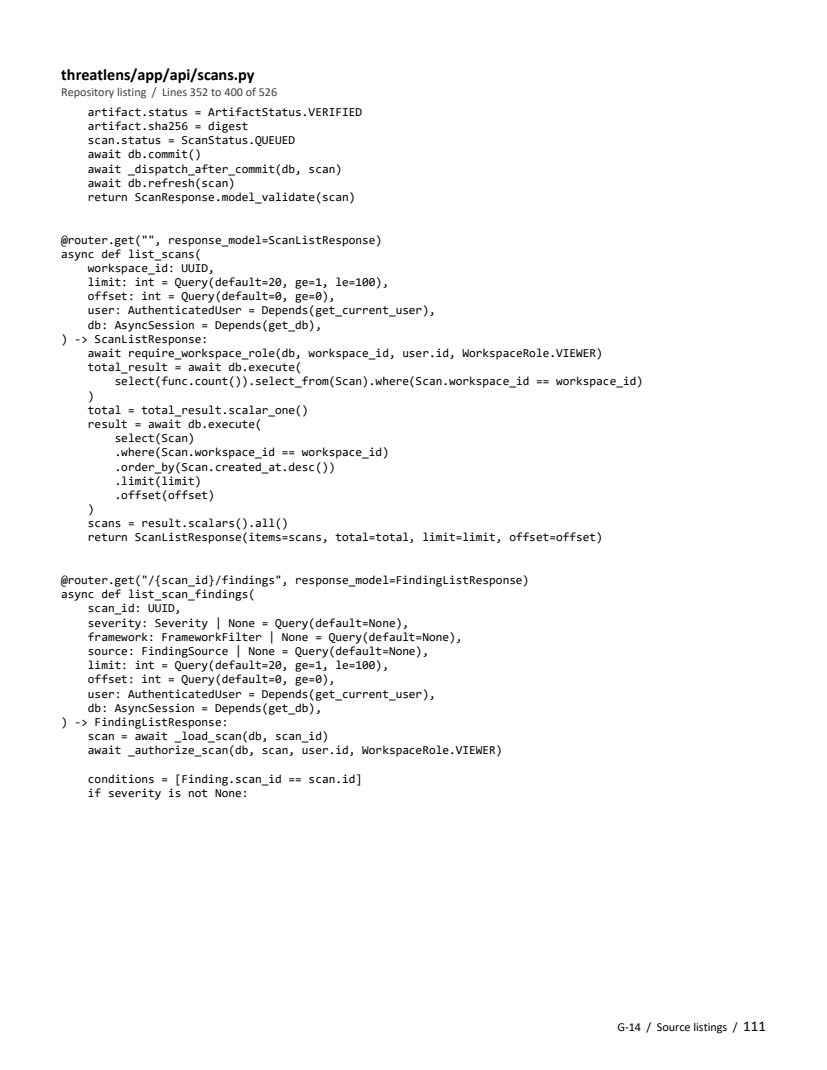 threatlens/app/api/scans.py
Repository listing / Lines 352 to 400 of 526
    artifact.status = ArtifactStatus.VERIFIED
    artifact.sha256 = digest
    scan.status = ScanStatus.QUEUED
    await db.commit()
    await _dispatch_after_commit(db, scan)
    await db.refresh(scan)
    return ScanResponse.model_validate(scan)


@router.get("", response_model=ScanListResponse)
async def list_scans(
    workspace_id: UUID,
    limit: int = Query(default=20, ge=1, le=100),
    offset: int = Query(default=0, ge=0),
    user: AuthenticatedUser = Depends(get_current_user),
    db: AsyncSession = Depends(get_db),
) -> ScanListResponse:
    await require_workspace_role(db, workspace_id, user.id, WorkspaceRole.VIEWER)
    total_result = await db.execute(
        select(func.count()).select_from(Scan).where(Scan.workspace_id == workspace_id)
    )
    total = total_result.scalar_one()
    result = await db.execute(
        select(Scan)
        .where(Scan.workspace_id == workspace_id)
        .order_by(Scan.created_at.desc())
        .limit(limit)
        .offset(offset)
    )
    scans = result.scalars().all()
    return ScanListResponse(items=scans, total=total, limit=limit, offset=offset)


@router.get("/{scan_id}/findings", response_model=FindingListResponse)
async def list_scan_findings(
    scan_id: UUID,
    severity: Severity | None = Query(default=None),
    framework: FrameworkFilter | None = Query(default=None),
    source: FindingSource | None = Query(default=None),
    limit: int = Query(default=20, ge=1, le=100),
    offset: int = Query(default=0, ge=0),
    user: AuthenticatedUser = Depends(get_current_user),
    db: AsyncSession = Depends(get_db),
) -> FindingListResponse:
    scan = await _load_scan(db, scan_id)
    await _authorize_scan(db, scan, user.id, WorkspaceRole.VIEWER)

    conditions = [Finding.scan_id == scan.id]
    if severity is not None:
G-14 / Source listings / 111